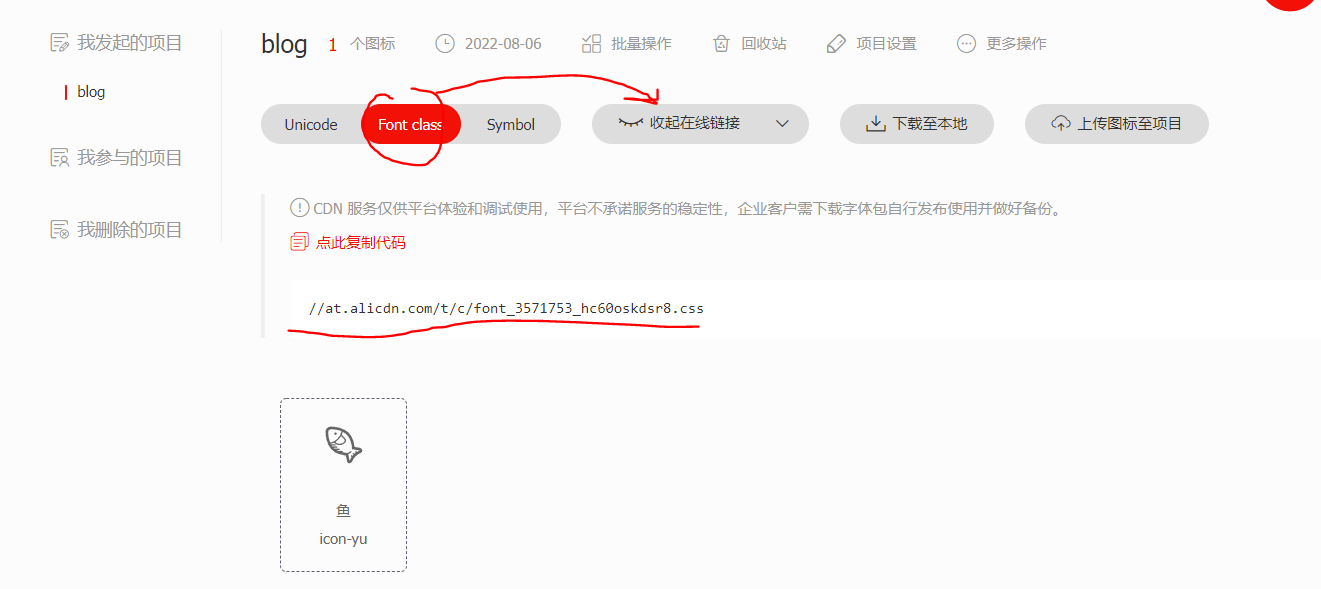 我发起的项目
blog
我参与的项目
我删除的项目
blog 1 个图标 2022-08-06 批量操作 回收站 项目设置 更多操作
Unicode Font class Symbol 收起在线链接 下载至本地 上传图标至项目
CDN 服务仅供平台体验和调试使用，平台不承诺服务的稳定性，企业客户需下载字体包自行发布使用并做好备份。
点此复制代码
//at.alicdn.com/t/c/font_3571753_hc60oskdsr8.css
鱼
icon-yu